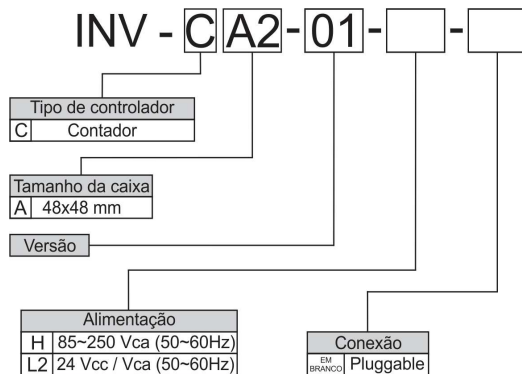 INV - C A2 - 01 - -
Tipo de controlador
C Contador
Tamanho da caixa
A 48x48 mm
Versão
Alimentação
H 85~250 Vca (50~60Hz)
L2 24 Vcc / Vca (50~60Hz)
Conexão
EM BRANCO Pluggable